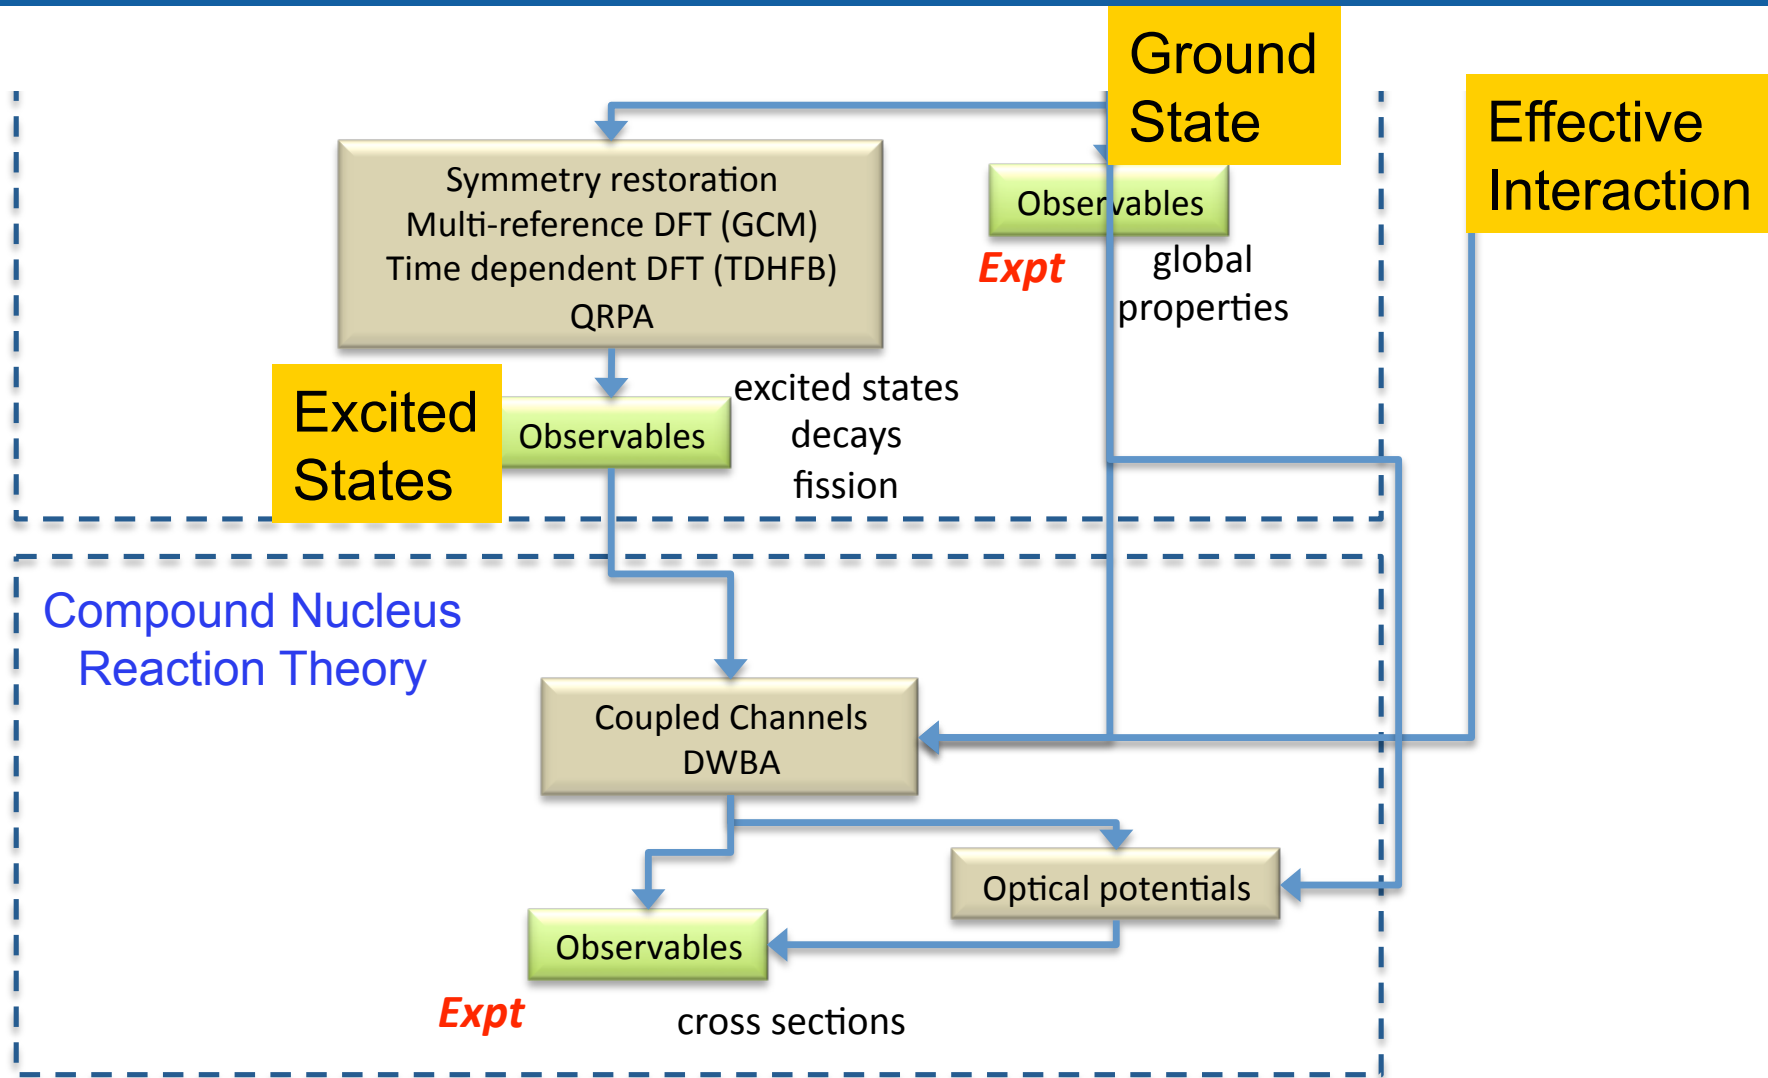 Ground
State
Effective
Interaction
Symmetry restoration
Multi-reference DFT (GCM)
Time dependent DFT (TDHFB)
QRPA
Observables
Expt
global
properties
Excited
States
Observables
excited states
decays
fission
Compound Nucleus
Reaction Theory
Coupled Channels
DWBA
Optical potentials
Observables
Expt
cross sections